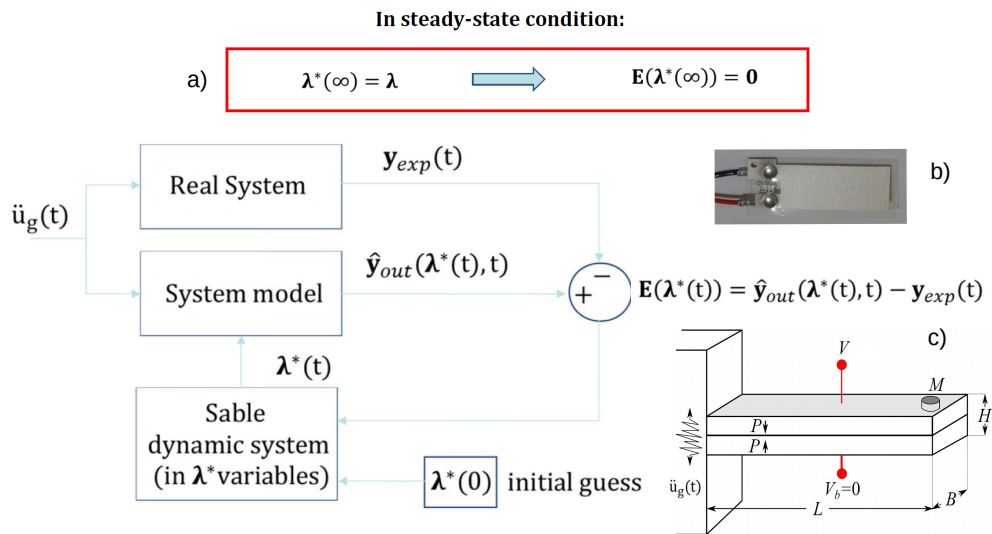 In steady-state condition:
a) 𝛌*(∞) = 𝛌 E(𝛌*(∞)) = 0
y_exp(t)
Real System
b)
ü_g(t)
ŷ_out(𝛌*(t), t)
System model
− +
E(𝛌*(t)) = ŷ_out(𝛌*(t), t) − y_exp(t)
c)
𝛌*(t)
Sable
dynamic system
(in 𝛌* variables)
𝛌*(0) initial guess
V
M
H
P
P
ü_g(t)
V_b=0
B
L